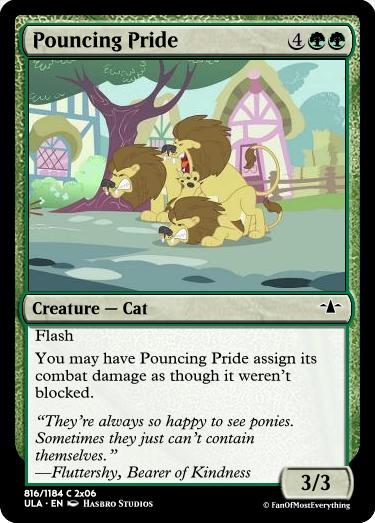 Pouncing Pride 4
Creature — Cat
Flash
You may have Pouncing Pride assign its
combat damage as though it weren't
blocked.
“They're always so happy to see ponies.
Sometimes they just can't contain
themselves.”
—Fluttershy, Bearer of Kindness
3/3
816/1184 C 2x06
ULA • EN Hasbro Studios
© FanOfMostEverything